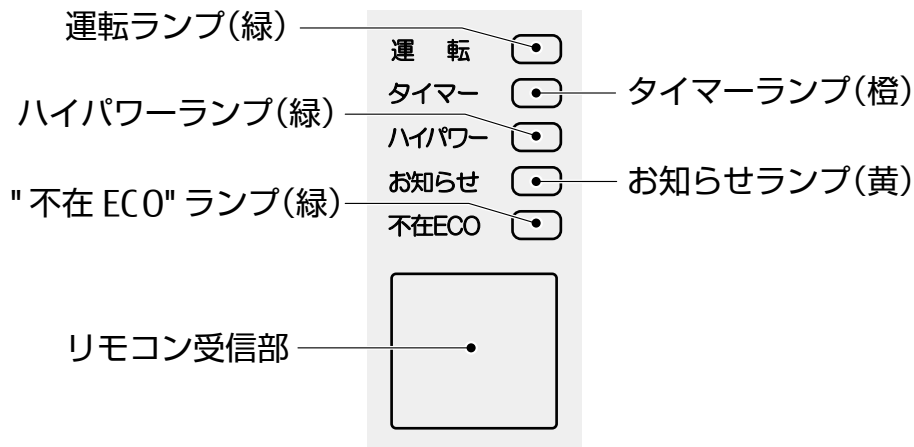 運転ランプ(緑)
運 転
タイマー
タイマーランプ(橙)
ハイパワーランプ(緑)
ハイパワー
お知らせ
お知らせランプ(黄)
"不在 ECO" ランプ(緑)
不在ECO
リモコン受信部